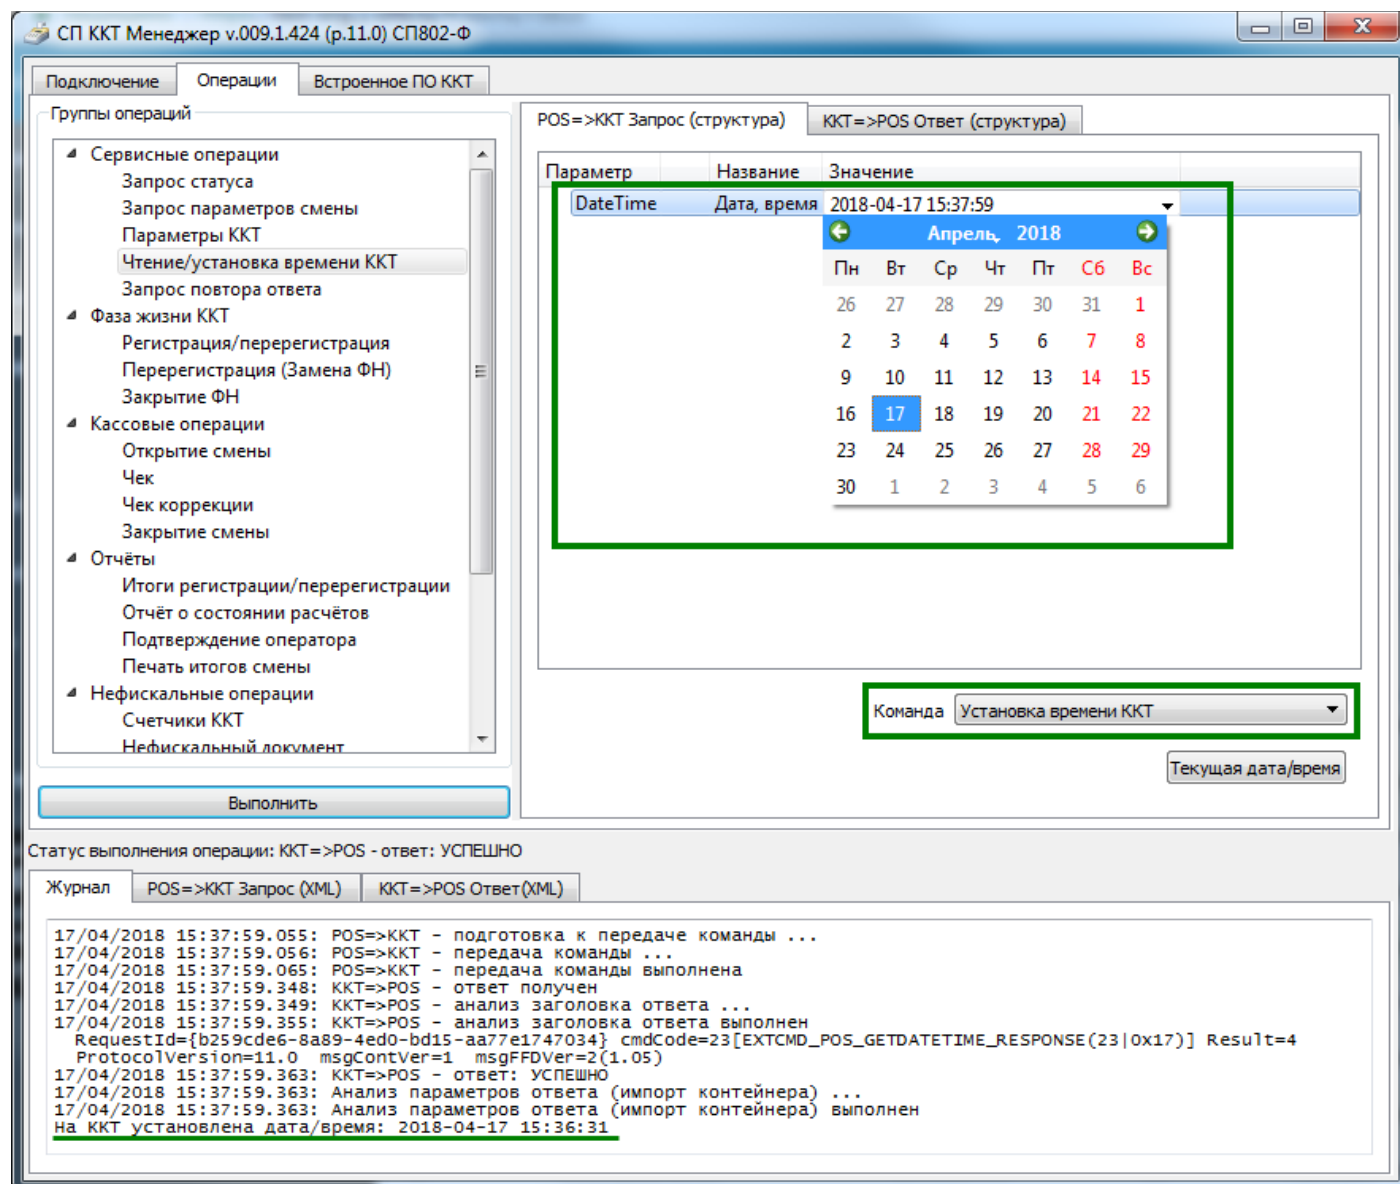 СП ККТ Менеджер v.009.1.424 (р.11.0) СП802-Ф
Подключение Операции Встроенное ПО ККТ
Группы операций
Сервисные операции
Запрос статуса
Запрос параметров смены
Параметры ККТ
Чтение/установка времени ККТ
Запрос повтора ответа
Фаза жизни ККТ
Регистрация/перерегистрация
Перерегистрация (Замена ФН)
Закрытие ФН
Кассовые операции
Открытие смены
Чек
Чек коррекции
Закрытие смены
Отчёты
Итоги регистрации/перерегистрации
Отчёт о состоянии расчётов
Подтверждение оператора
Печать итогов смены
Нефискальные операции
Счетчики ККТ
Нефискальный документ
Выполнить
POS=>ККТ Запрос (структура) ККТ=>POS Ответ (структура)
Параметр Название Значение
DateTime Дата, время 2018-04-17 15:37:59
Апрель, 2018
Пн Вт Ср Чт Пт Сб Вс
26 27 28 29 30 31 1
2 3 4 5 6 7 8
9 10 11 12 13 14 15
16 17 18 19 20 21 22
23 24 25 26 27 28 29
30 1 2 3 4 5 6
Команда Установка времени ККТ
Текущая дата/время
Статус выполнения операции: ККТ=>POS - ответ: УСПЕШНО
Журнал POS=>ККТ Запрос (XML) ККТ=>POS Ответ(XML)
17/04/2018 15:37:59.055: POS=>ККТ - подготовка к передаче команды ...
17/04/2018 15:37:59.056: POS=>ККТ - передача команды ...
17/04/2018 15:37:59.065: POS=>ККТ - передача команды выполнена
17/04/2018 15:37:59.348: ККТ=>POS - ответ получен
17/04/2018 15:37:59.349: ККТ=>POS - анализ заголовка ответа ...
17/04/2018 15:37:59.355: ККТ=>POS - анализ заголовка ответа выполнен
RequestId={b259cde6-8a89-4ed0-bd15-aa77e1747034} cmdCode=23[EXTCMD_POS_GETDATETIME_RESPONSE(23|0x17)] Result=4
ProtocolVersion=11.0 msgContVer=1 msgFFDVer=2(1.05)
17/04/2018 15:37:59.363: ККТ=>POS - ответ: УСПЕШНО
17/04/2018 15:37:59.363: Анализ параметров ответа (импорт контейнера) ...
17/04/2018 15:37:59.363: Анализ параметров ответа (импорт контейнера) выполнен
На ККТ установлена дата/время: 2018-04-17 15:36:31